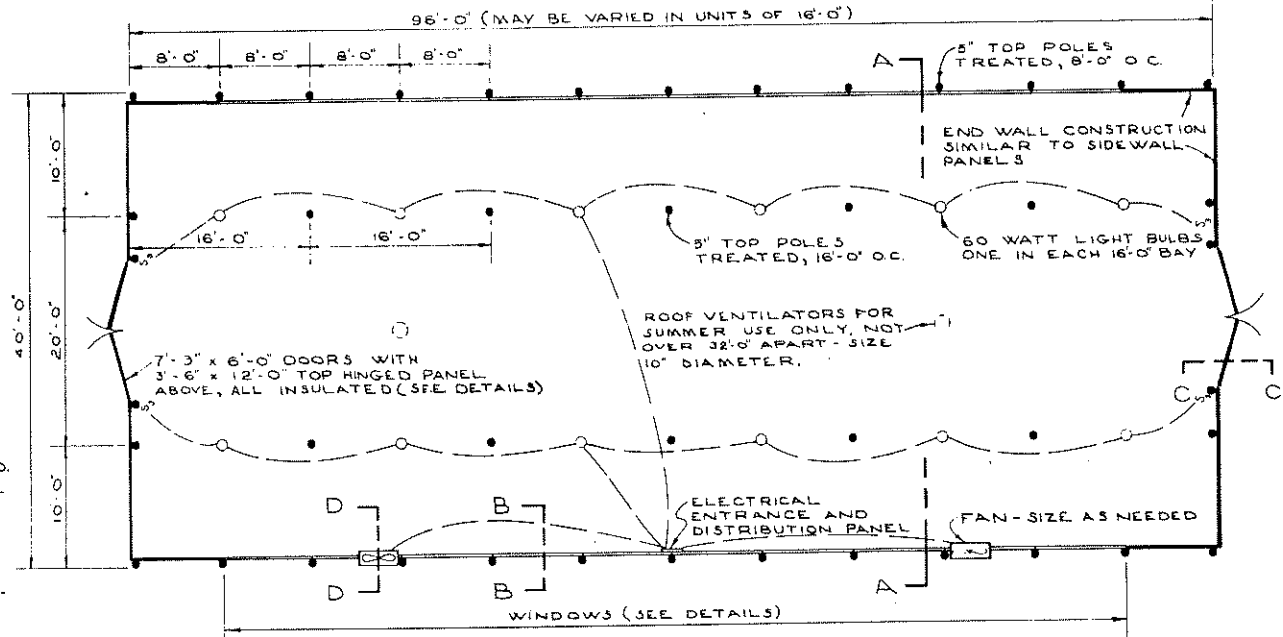 96'-0" (MAY BE VARIED IN UNITS OF 16'-0")
8'-0" 8'-0" 8'-0" 8'-0"
A
5" TOP POLES
TREATED, 8'-0" O.C.
END WALL CONSTRUCTION
SIMILAR TO SIDEWALL
PANELS
40'-0"
10'-0"
20'-0"
10'-0"
16'-0" 16'-0"
S3
S3
5" TOP POLES
TREATED, 16'-0" O.C.
60 WATT LIGHT BULBS
ONE IN EACH 16'-0" BAY
ROOF VENTILATORS FOR
SUMMER USE ONLY, NOT
OVER 32'-0" APART - SIZE
10" DIAMETER.
7'-3" x 6'-0" DOORS WITH
3'-6" x 12'-0" TOP HINGED PANEL
ABOVE, ALL INSULATED (SEE DETAILS)
C C
S3
S3
D
B
ELECTRICAL
ENTRANCE AND
DISTRIBUTION PANEL
FAN - SIZE AS NEEDED
D
B
A
WINDOWS (SEE DETAILS)